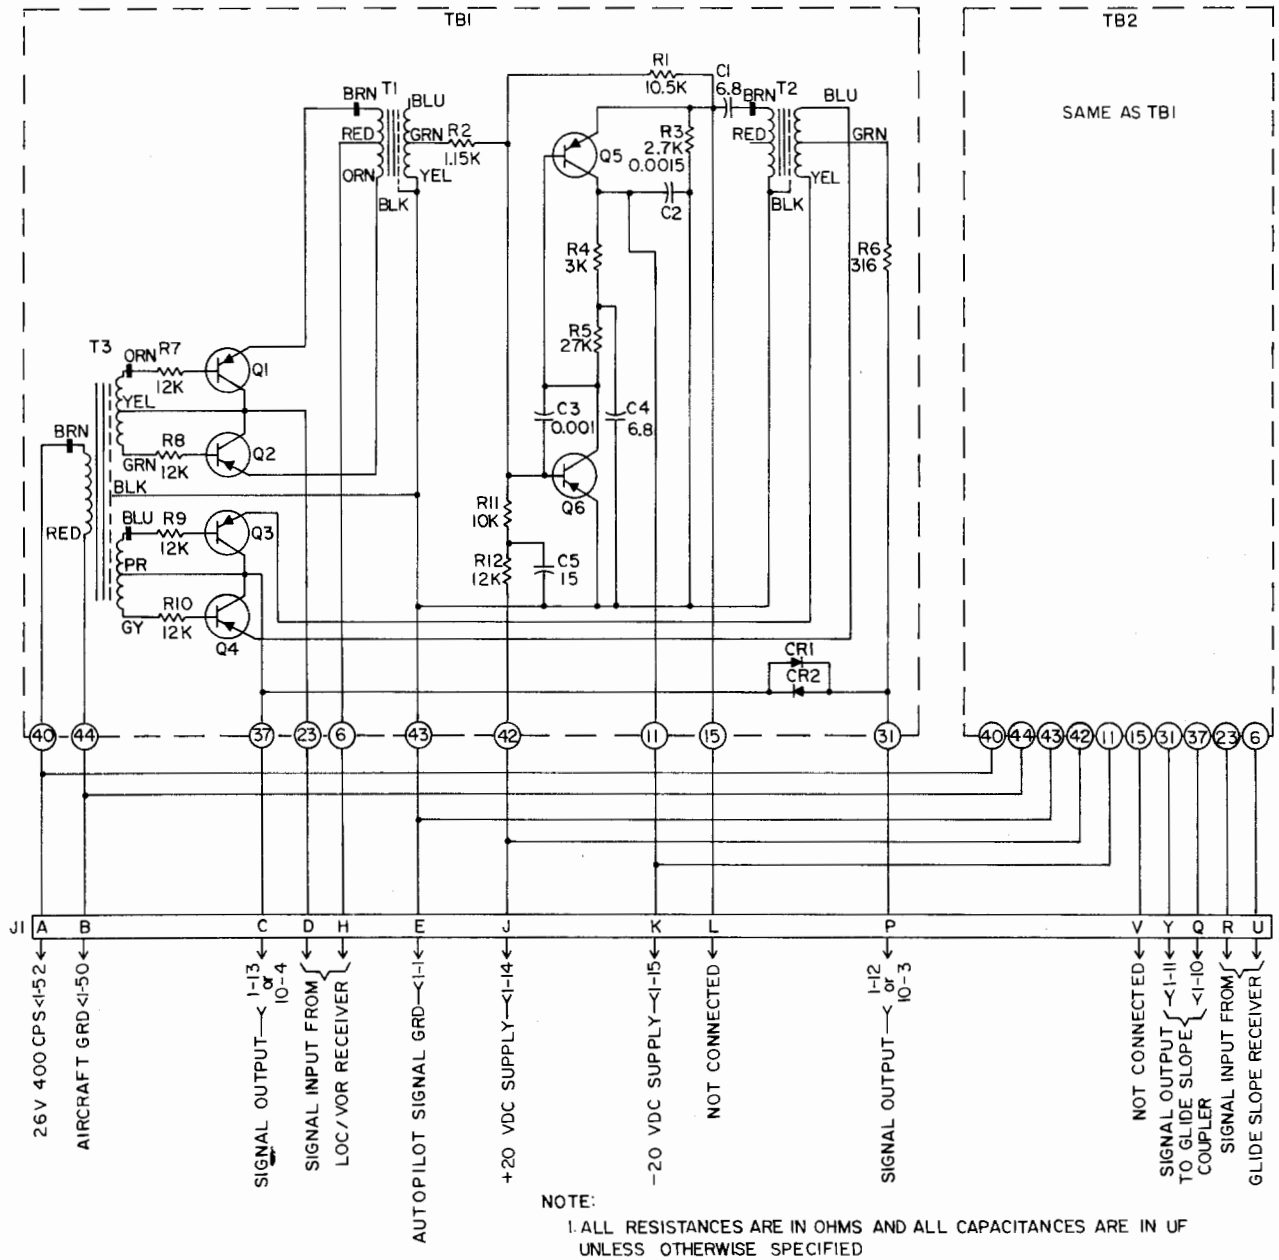 TB1
TB2
SAME AS TB1
R1
10.5K
C1
6.8
BRN
T1
BLU
RED
GRN
R2
1.15K
ORN
YEL
BLK
Q5
R3
2.7K
0.0015
C2
BRN
T2
BLU
RED
GRN
YEL
BLK
R4
3K
R6
316
R5
27K
T3
ORN
R7
12K
Q1
YEL
BRN
R8
12K
GRN
Q2
C3
0.001
C4
6.8
BLK
Q6
R11
10K
RED
BLU
R9
12K
Q3
PR
R12
12K
C5
15
R10
12K
GY
Q4
CR1
CR2
40
44
37
23
6
43
42
11
15
31
40
44
43
42
11
15
31
37
23
6
J1
A
B
C
D
H
E
J
K
L
P
V
Y
Q
R
U
26V 400 CPS<1-52
AIRCRAFT GRD<1-50
SIGNAL OUTPUT—< 1-13
or
10-4
SIGNAL INPUT FROM
LOC/VOR RECEIVER
AUTOPILOT SIGNAL GRD—<1-1
+20 VDC SUPPLY—<1-14
-20 VDC SUPPLY—<1-15
NOT CONNECTED
SIGNAL OUTPUT—< 1-12
or
10-3
NOT CONNECTED
SIGNAL OUTPUT —<1-11
TO GLIDE SLOPE
COUPLER <1-10
SIGNAL INPUT FROM
GLIDE SLOPE RECEIVER
NOTE:
1. ALL RESISTANCES ARE IN OHMS AND ALL CAPACITANCES ARE IN UF
UNLESS OTHERWISE SPECIFIED